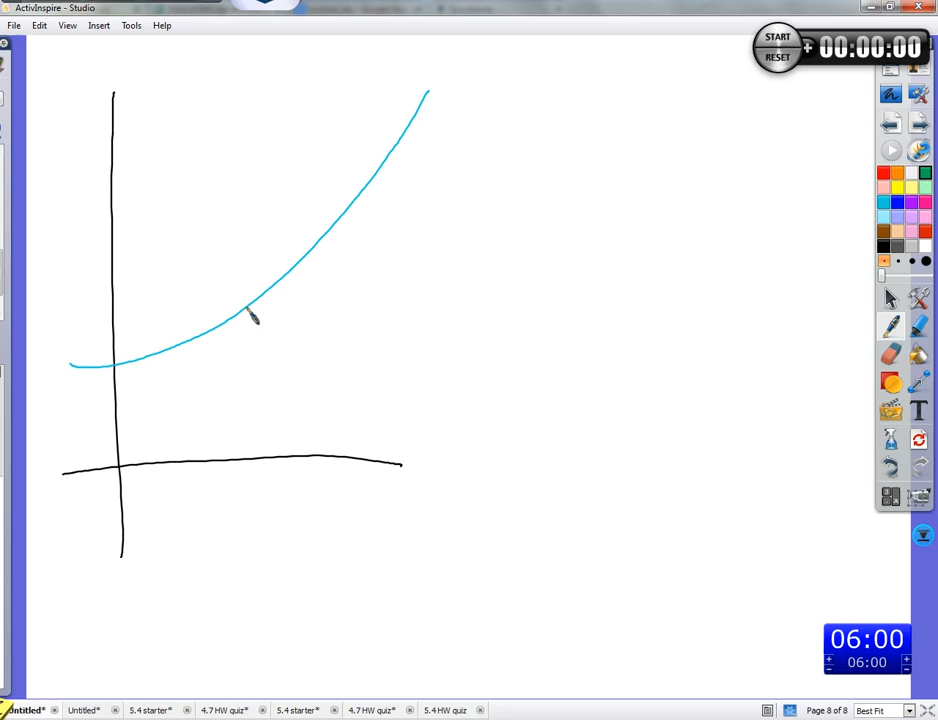 ActivInspire - Studio
File Edit View Insert Tools Help
START
RESET
+ 00:00:00
06:00
06:00
Untitled* Untitled* 5.4 starter* 4.7 HW quiz* 5.4 starter* 4.7 HW quiz* 5.4 HW quiz
Page 8 of 8 Best Fit